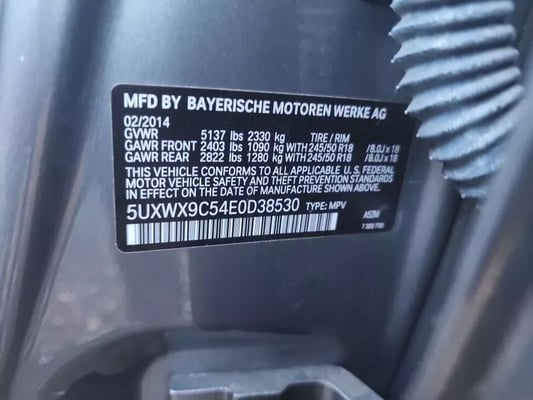 MFD BY BAYERISCHE MOTOREN WERKE AG
02/2014
GVWR 5137 lbs 2330 kg TIRE / RIM
GAWR FRONT 2403 lbs 1090 kg WITH 245/50 R18 / 8.0J x 18
GAWR REAR 2822 lbs 1280 kg WITH 245/50 R18 / 8.0J x 18
THIS VEHICLE CONFORMS TO ALL APPLICABLE U.S. FEDERAL
MOTOR VEHICLE SAFETY AND THEFT PREVENTION STANDARDS
IN EFFECT ON THE DATE OF MANUFACTURE SHOWN ABOVE.
5UXWX9C54E0D38530 TYPE: MPV